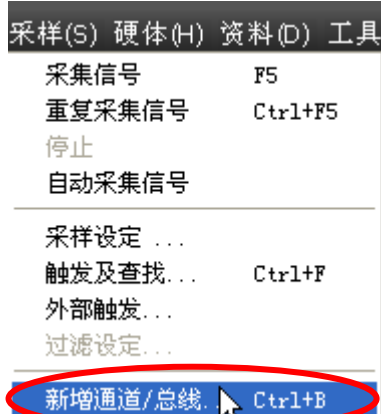 采样(S) 硬体(H) 资料(D) 工具
采集信号 F5
重复采集信号 Ctrl+F5
停止
自动采集信号
采样设定 ...
触发及查找... Ctrl+F
外部触发...
过滤设定...
新增通道/总线. Ctrl+B